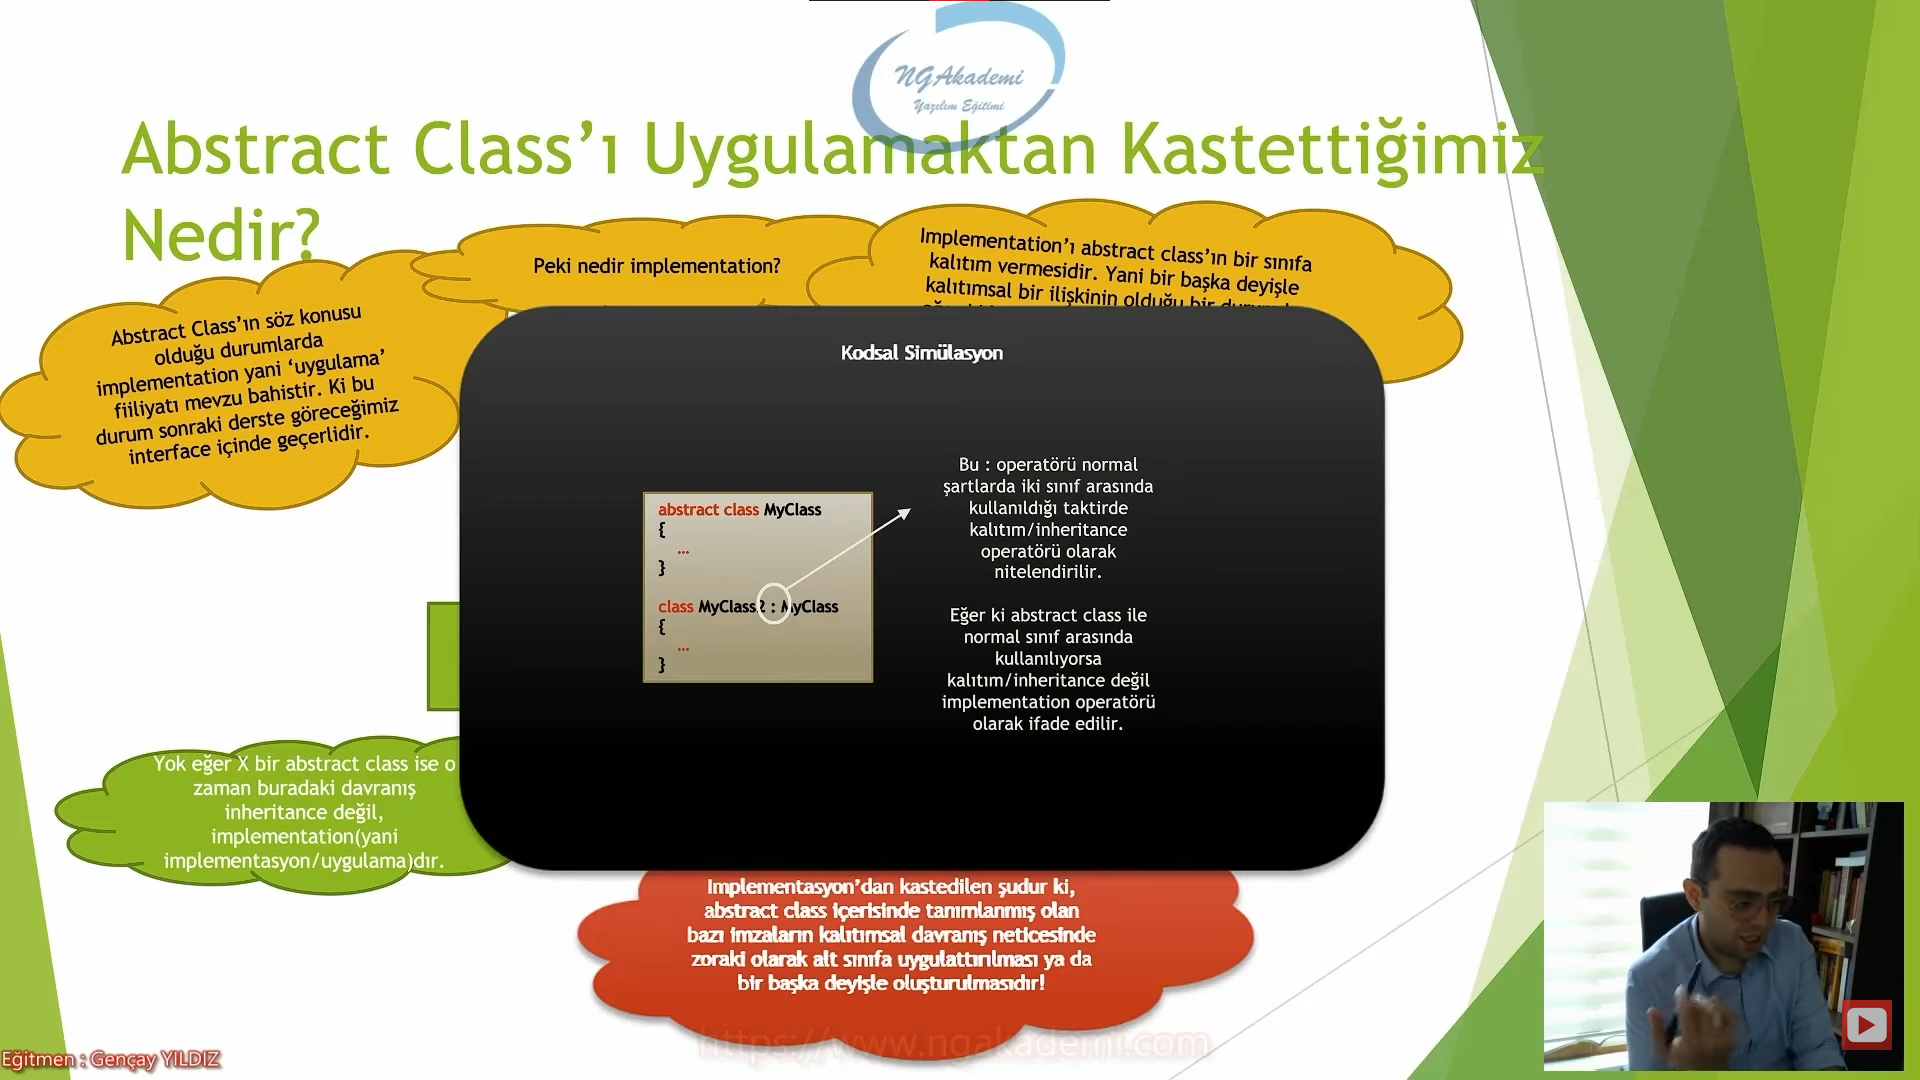 NGAkademi
Yazılım Eğitimi
Abstract Class’ı Uygulamaktan Kastettiğimiz
Nedir?
Abstract Class’ın söz konusu
olduğu durumlarda
implementation yani ‘uygulama’
fiiliyatı mevzu bahistir. Ki bu
durum sonraki derste göreceğimiz
interface içinde geçerlidir.
Peki nedir implementation?
Implementation’ı abstract class’ın bir sınıfa
kalıtım vermesidir. Yani bir başka deyişle
kalıtımsal bir ilişkinin olduğu bir
Kodsal Simülasyon
abstract class MyClass
{
...
}
class MyClass2 : MyClass
{
...
}
Bu : operatörü normal
şartlarda iki sınıf arasında
kullanıldığı taktirde
kalıtım/inheritance
operatörü olarak
nitelendirilir.
Eğer ki abstract class ile
normal sınıf arasında
kullanılıyorsa
kalıtım/inheritance değil
implementation operatörü
olarak ifade edilir.
Yok eğer X bir abstract class ise o
zaman buradaki davranış
inheritance değil,
implementation(yani
implementasyon/uygulama)dır.
Implementasyon’dan kastedilen şudur ki,
abstract class içerisinde tanımlanmış olan
bazı imzaların kalıtımsal davranış neticesinde
zoraki olarak alt sınıfa uygulattırılması ya da
bir başka deyişle oluşturulmasıdır!
https://www.ngakademi.com
Eğitmen : Gençay YILDIZ